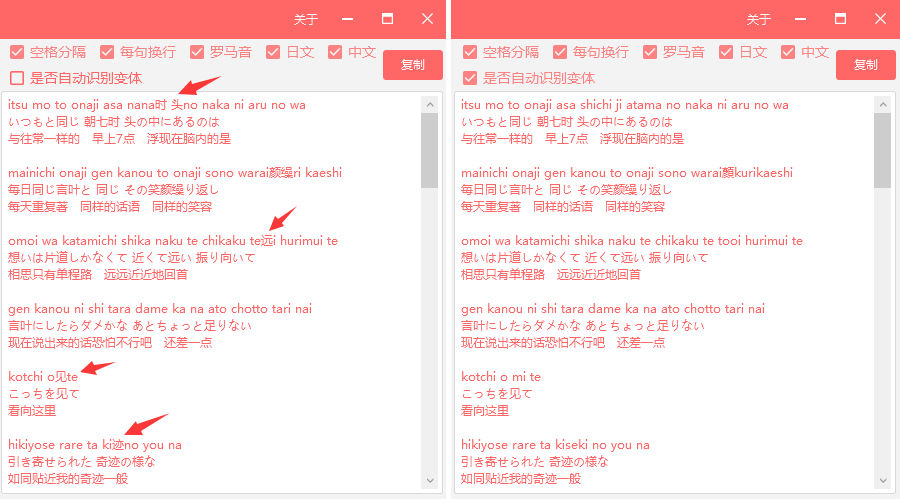 关于
空格分隔 每句换行 罗马音 日文 中文
复制
是否自动识别变体
itsu mo to onaji asa nana时 头no naka ni aru no wa
いつもと同じ 朝七时 头の中にあるのは
与往常一样的　早上7点　浮现在脑内的是
mainichi onaji gen kanou to onaji sono warai颜缲ri kaeshi
毎日同じ言叶と 同じ その笑颜缲り返し
每天重复著　同样的话语　同样的笑容
omoi wa katamichi shika naku te chikaku te远i hurimui te
想いは片道しかなくて 近くて远い 振り向いて
相思只有单程路　远远近近地回首
gen kanou ni shi tara dame ka na ato chotto tari nai
言叶にしたらダメかな あとちょっと足りない
现在说出来的话恐怕不行吧　还差一点
kotchi o见te
こっちを见て
看向这里
hikiyose rare ta ki迹no you na
引き寄せられた 奇迹の様な
如同贴近我的奇迹一般
关于
空格分隔 每句换行 罗马音 日文 中文
复制
是否自动识别变体
itsu mo to onaji asa shichi ji atama no naka ni aru no wa
いつもと同じ 朝七时 头の中にあるのは
与往常一样的　早上7点　浮现在脑内的是
mainichi onaji gen kanou to onaji sono warai顏kurikaeshi
毎日同じ言叶と 同じ その笑颜缲り返し
每天重复著　同样的话语　同样的笑容
omoi wa katamichi shika naku te chikaku te tooi hurimui te
想いは片道しかなくて 近くて远い 振り向いて
相思只有单程路　远远近近地回首
gen kanou ni shi tara dame ka na ato chotto tari nai
言叶にしたらダメかな あとちょっと足りない
现在说出来的话恐怕不行吧　还差一点
kotchi o mi te
こっちを见て
看向这里
hikiyose rare ta kiseki no you na
引き寄せられた 奇迹の様な
如同贴近我的奇迹一般